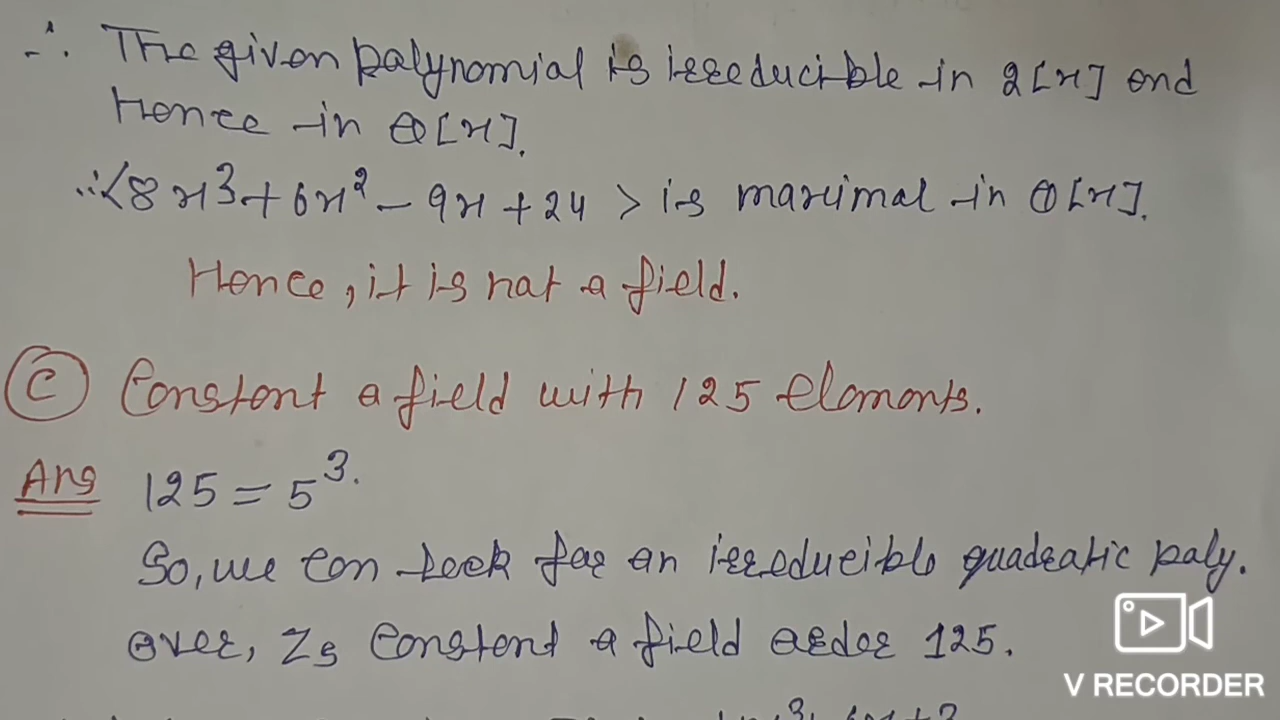 ∴ The given polynomial is irreducible in Z[x] and
Hence in Q[x].
∴ <8x³ + 6x² - 9x + 24> is maximal in Q[x].
Hence, it is not a field.
(C) Constant a field with 125 elements.
Ans 125 = 5³.
So, we can look for an irreducible quadratic poly.
over, Z5 Constant a field order 125.
V RECORDER